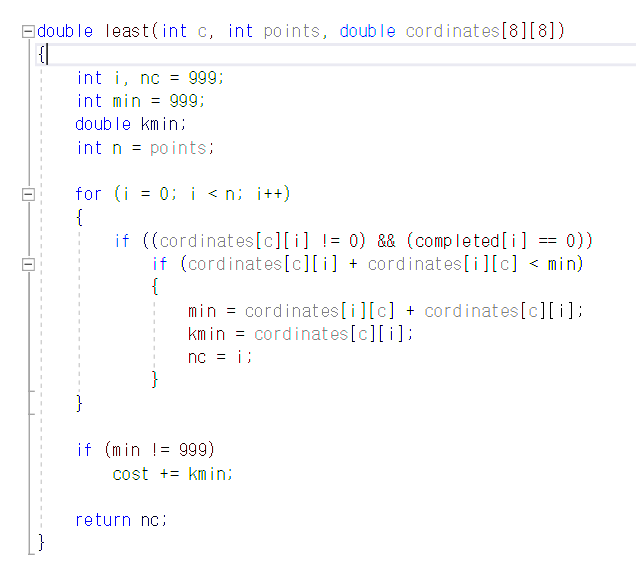 double least(int c, int points, double cordinates[8][8])
{
int i, nc = 999;
int min = 999;
double kmin;
int n = points;
for (i = 0; i < n; i++)
{
if ((cordinates[c][i] != 0) && (completed[i] == 0))
if (cordinates[c][i] + cordinates[i][c] < min)
{
min = cordinates[i][c] + cordinates[c][i];
kmin = cordinates[c][i];
nc = i;
}
}
if (min != 999)
cost += kmin;
return nc;
}